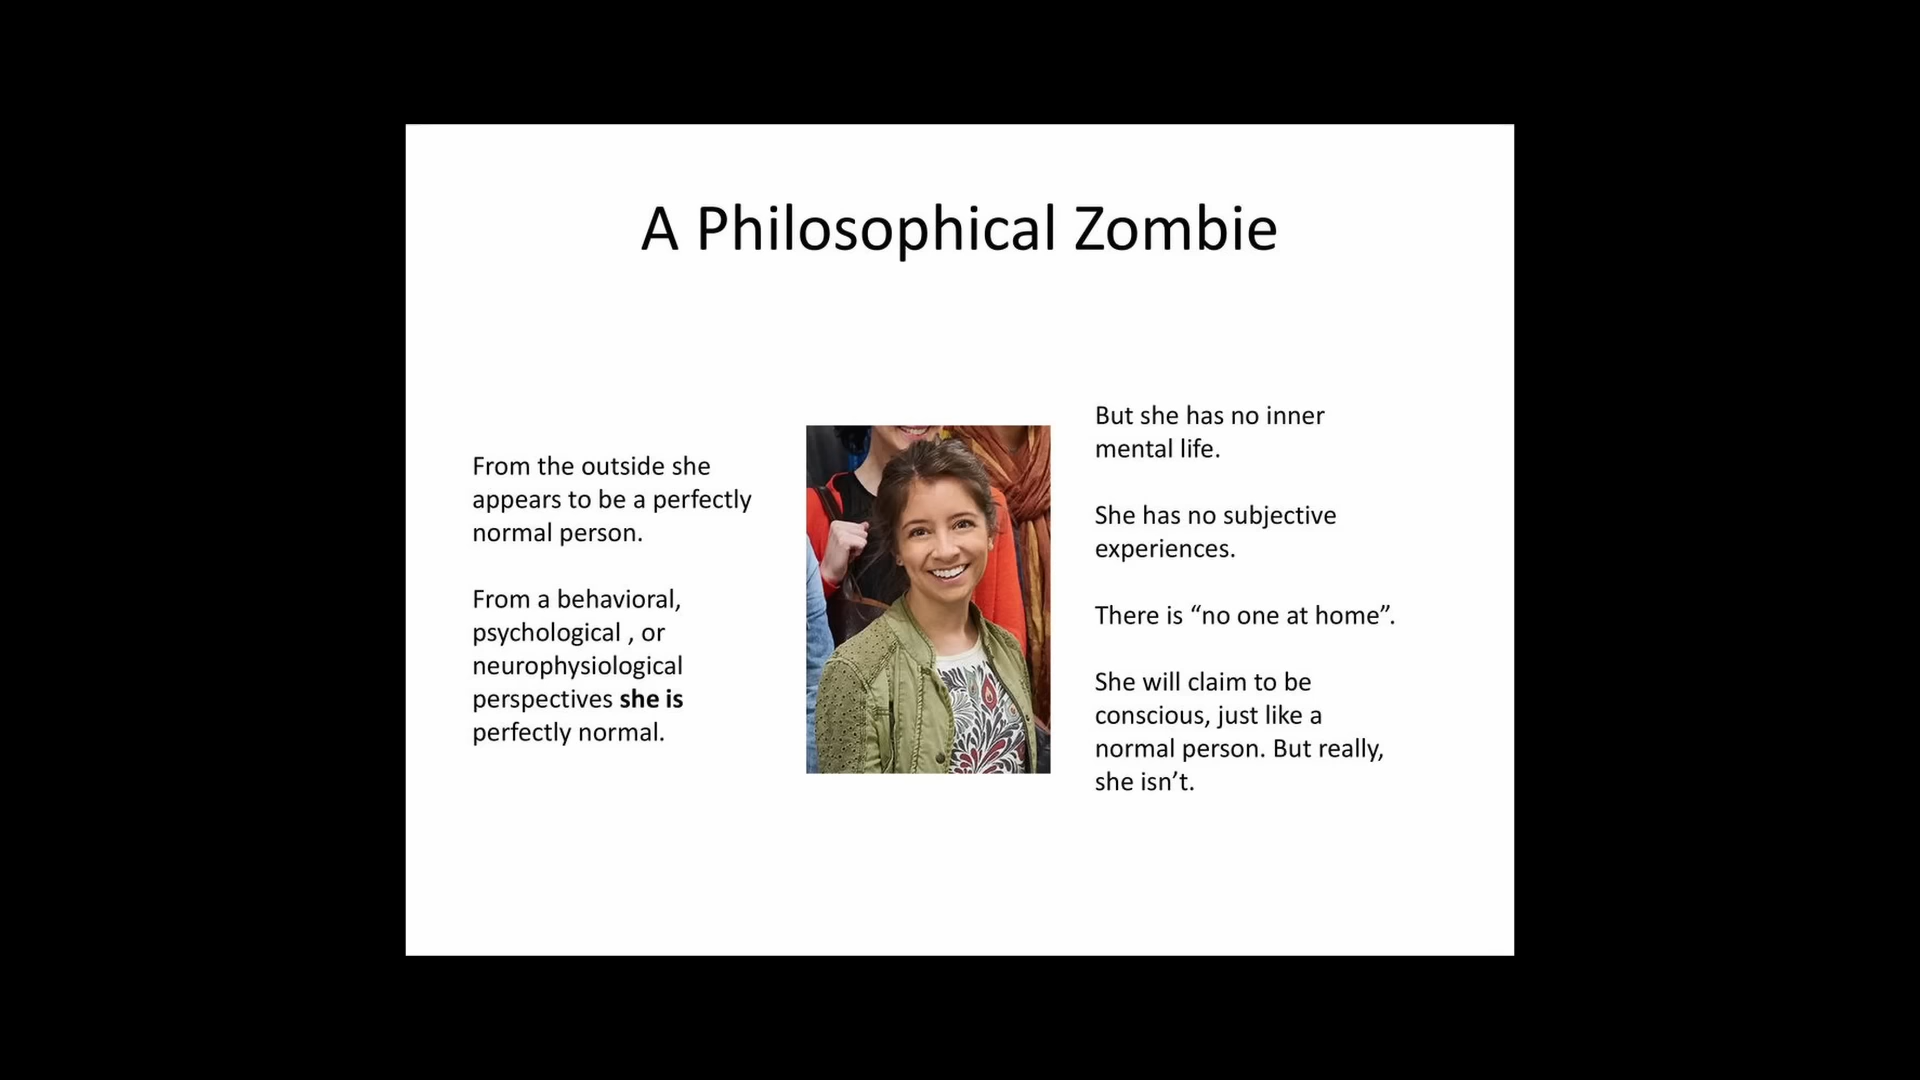 A Philosophical Zombie
From the outside she
appears to be a perfectly
normal person.
From a behavioral,
psychological , or
neurophysiological
perspectives she is
perfectly normal.
But she has no inner
mental life.
She has no subjective
experiences.
There is “no one at home”.
She will claim to be
conscious, just like a
normal person. But really,
she isn’t.